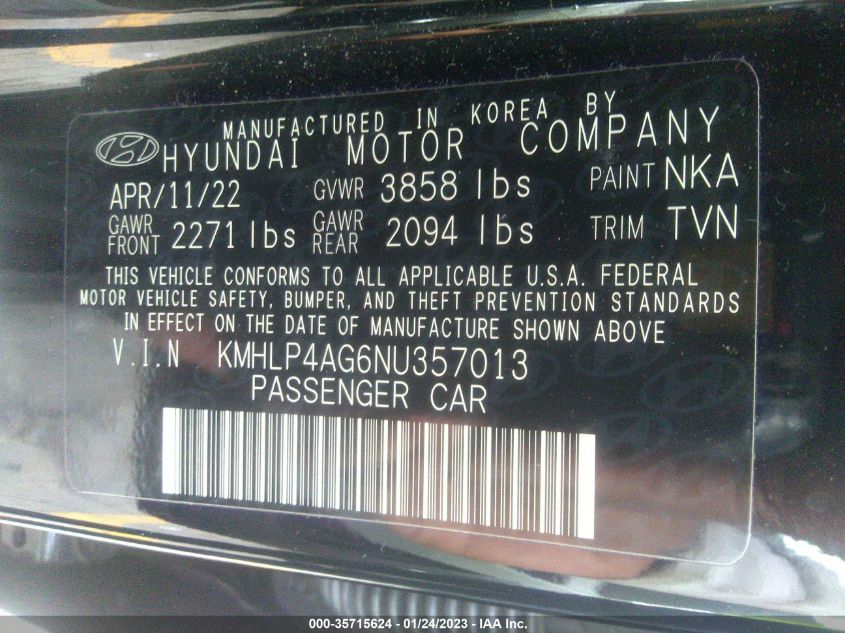 MANUFACTURED IN KOREA BY
HYUNDAI MOTOR COMPANY
APR/11/22 GVWR 3858 lbs PAINT NKA
GAWR FRONT 2271 lbs GAWR REAR 2094 lbs TRIM TVN
THIS VEHICLE CONFORMS TO ALL APPLICABLE U.S.A. FEDERAL
MOTOR VEHICLE SAFETY, BUMPER, AND THEFT PREVENTION STANDARDS
IN EFFECT ON THE DATE OF MANUFACTURE SHOWN ABOVE
V.I.N KMHLP4AG6NU357013
PASSENGER CAR
000-35715624 - 01/24/2023 - IAA Inc.